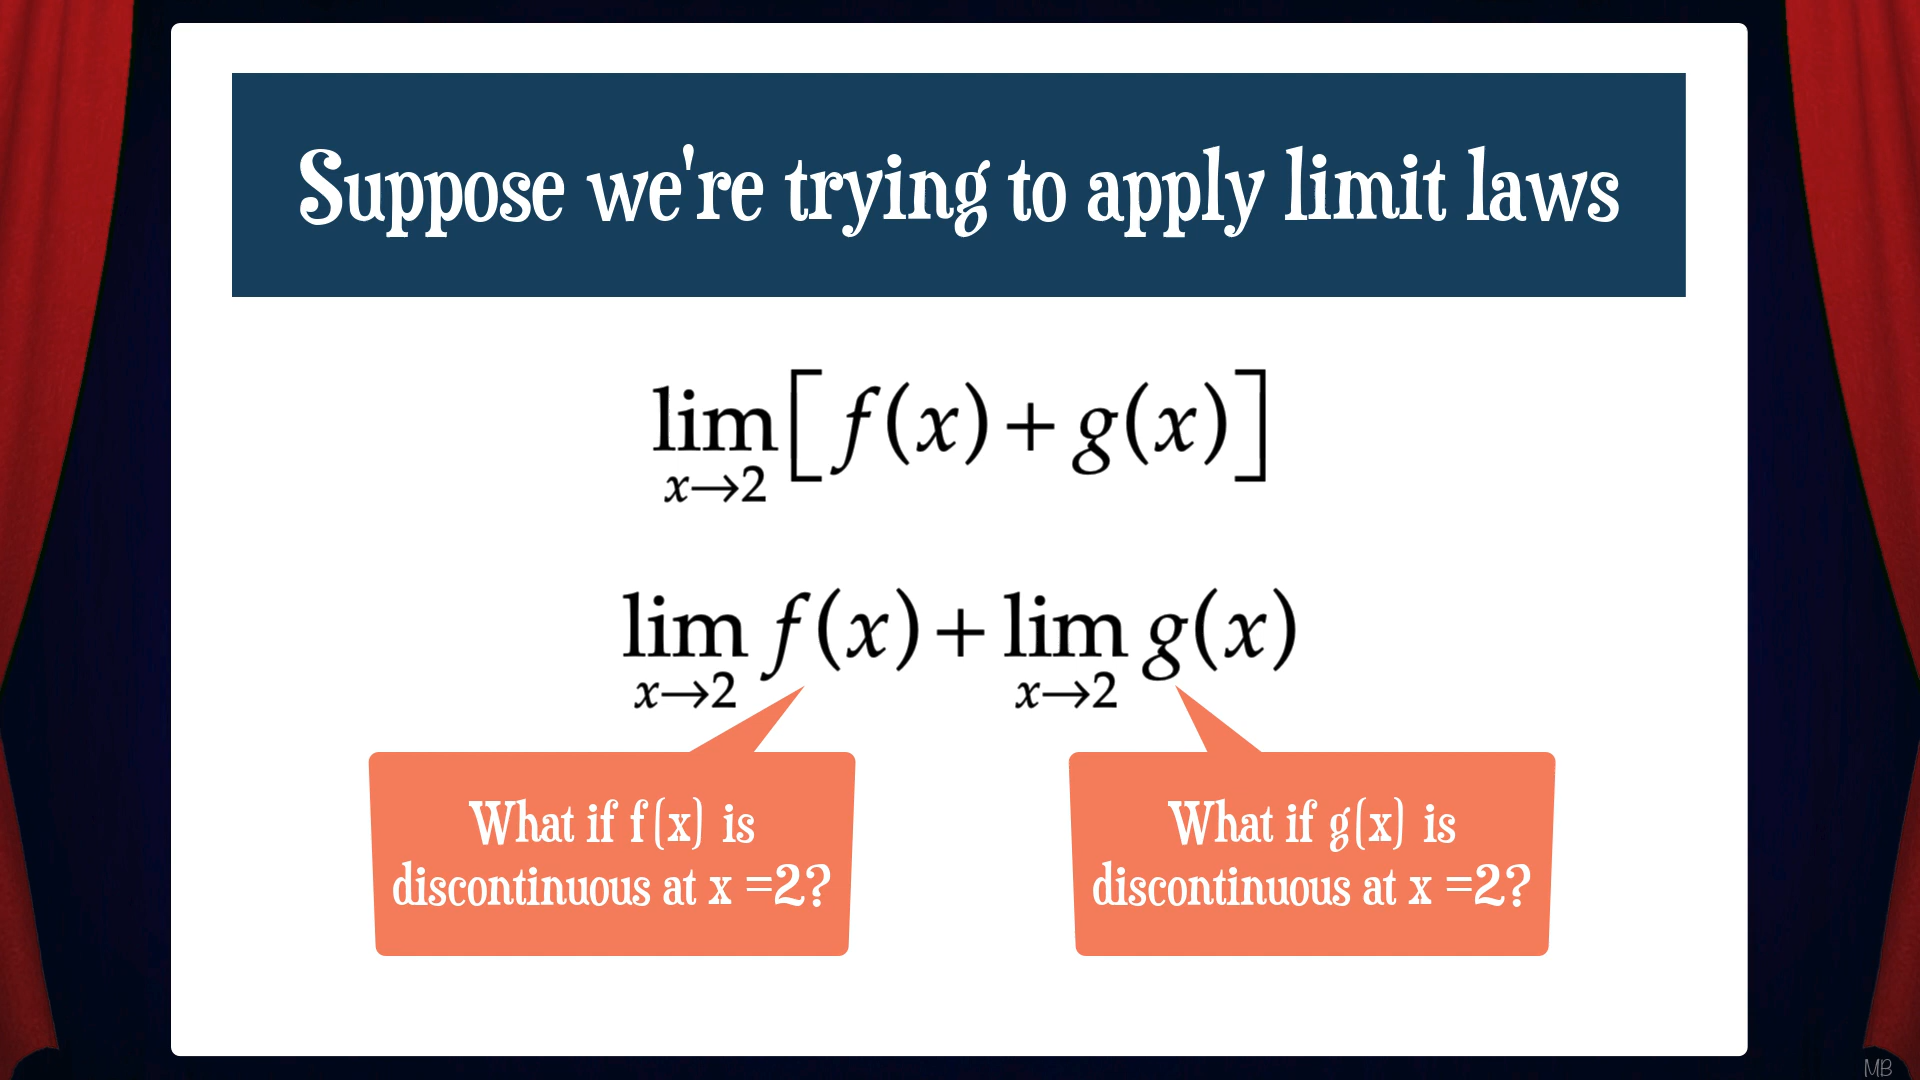 Suppose we're trying to apply limit laws
lim x→2 [f(x) + g(x)]
lim x→2 f(x) + lim x→2 g(x)
What if f(x) is
discontinuous at x =2?
What if g(x) is
discontinuous at x =2?
MB